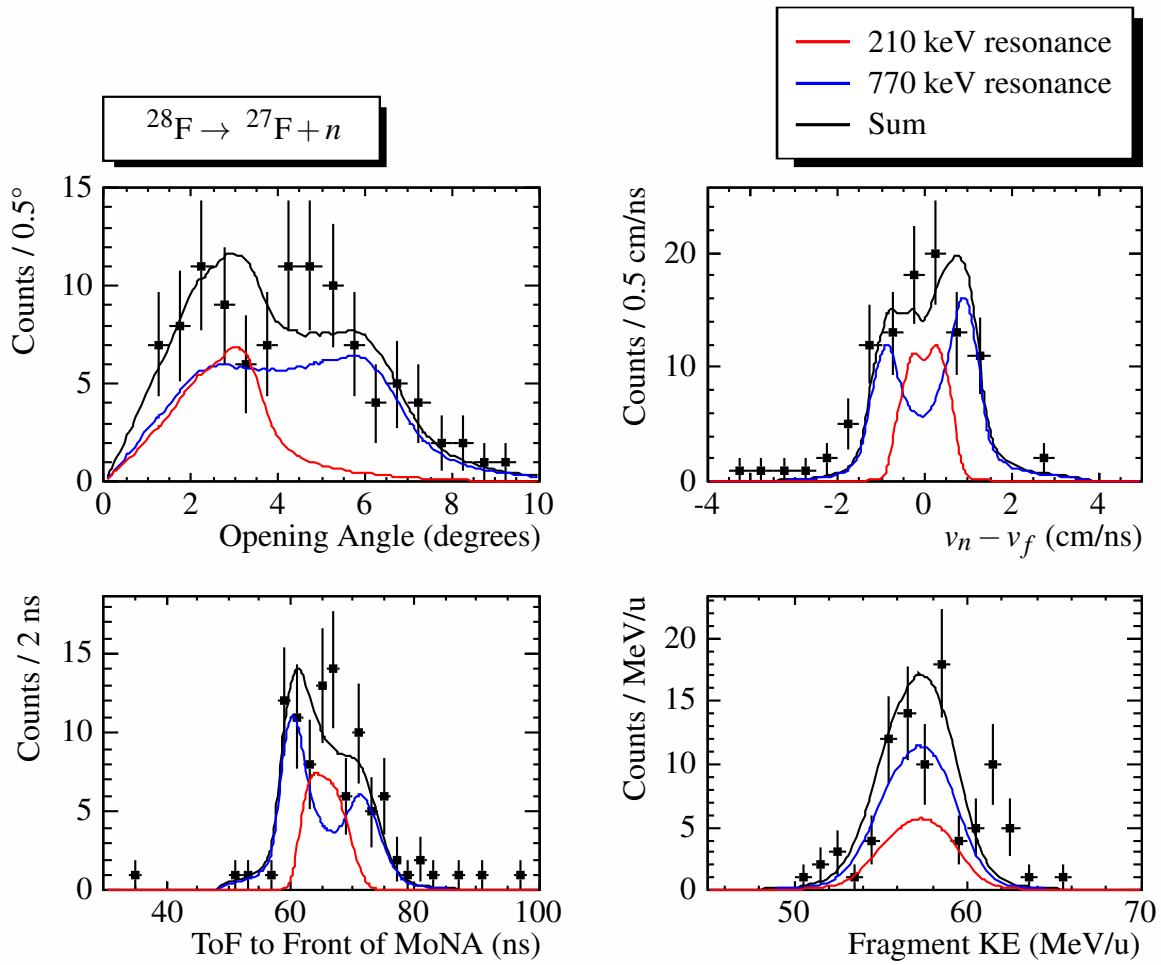 210 keV resonance
770 keV resonance
Sum
²⁸F → ²⁷F + n
Counts / 0.5°
15
10
5
0
0 2 4 6 8 10
Opening Angle (degrees)
Counts / 0.5 cm/ns
20
10
0
-4 -2 0 2 4
vₙ − v_f (cm/ns)
Counts / 2 ns
15
10
5
0
40 60 80 100
ToF to Front of MoNA (ns)
Counts / MeV/u
20
15
10
5
0
50 60 70
Fragment KE (MeV/u)